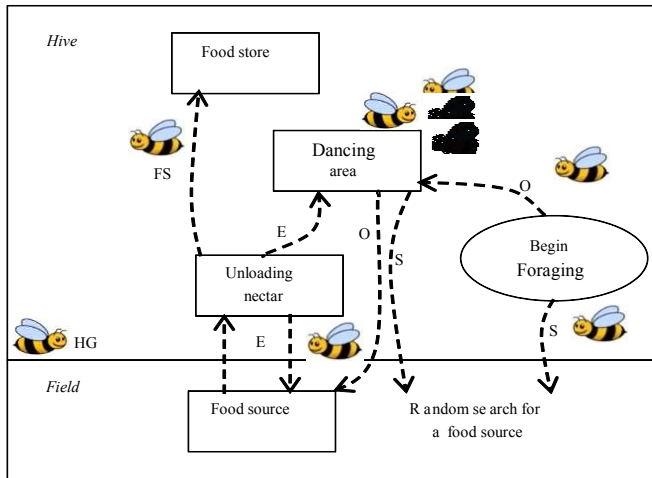 Hive
Food store
FS
Dancing
area
O
E
O
S
Begin
Foraging
Unloading
nectar
HG
E
S
Field
Food source
R andom se arch for
a food source